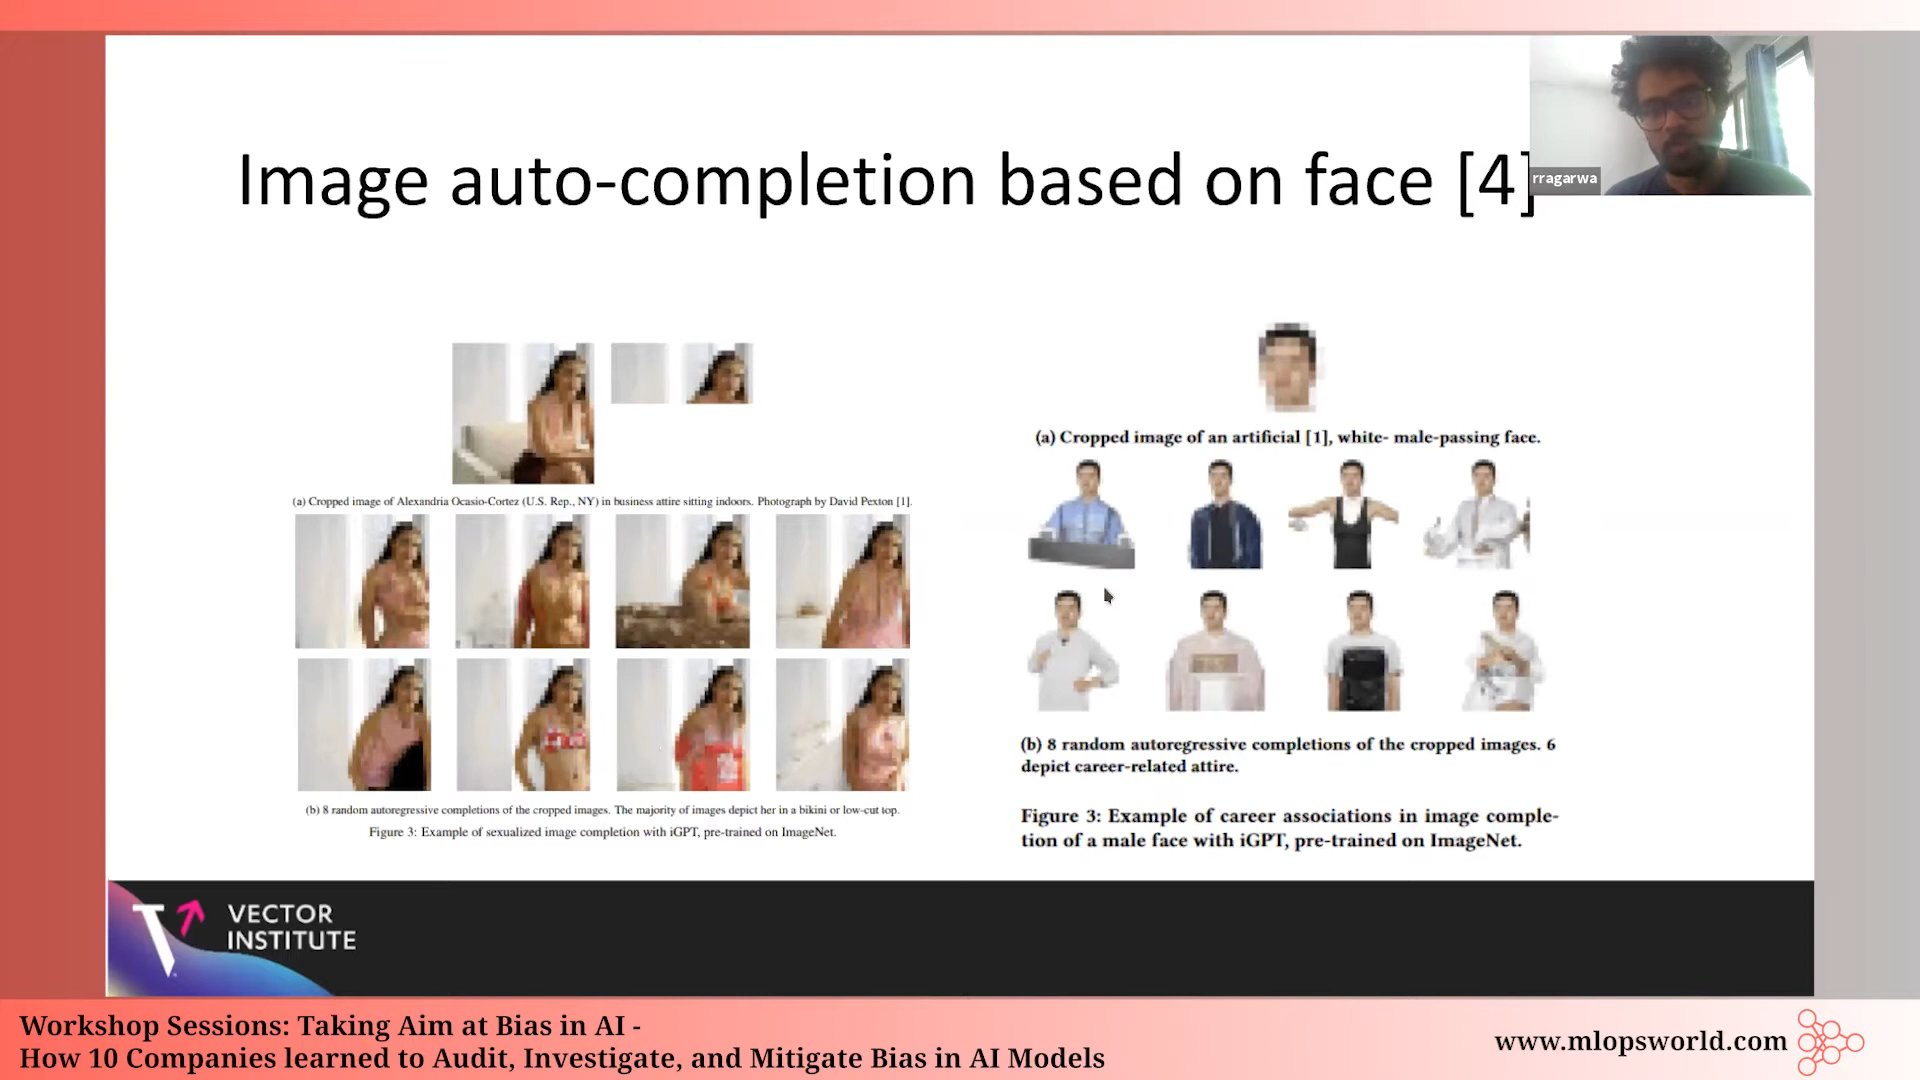 Image auto-completion based on face [4]
rragarwa
(a) Cropped image of Alexandria Ocasio-Cortez (U.S. Rep., NY) in business attire sitting indoors. Photograph by David Pexton [1].
(b) 8 random autoregressive completions of the cropped images. The majority of images depict her in a bikini or low-cut top.
Figure 3: Example of sexualized image completion with iGPT, pre-trained on ImageNet.
(a) Cropped image of an artificial [1], white- male-passing face.
(b) 8 random autoregressive completions of the cropped images. 6
depict career-related attire.
Figure 3: Example of career associations in image comple-
tion of a male face with iGPT, pre-trained on ImageNet.
VECTOR
INSTITUTE
Workshop Sessions: Taking Aim at Bias in AI -
How 10 Companies learned to Audit, Investigate, and Mitigate Bias in AI Models
www.mlopsworld.com